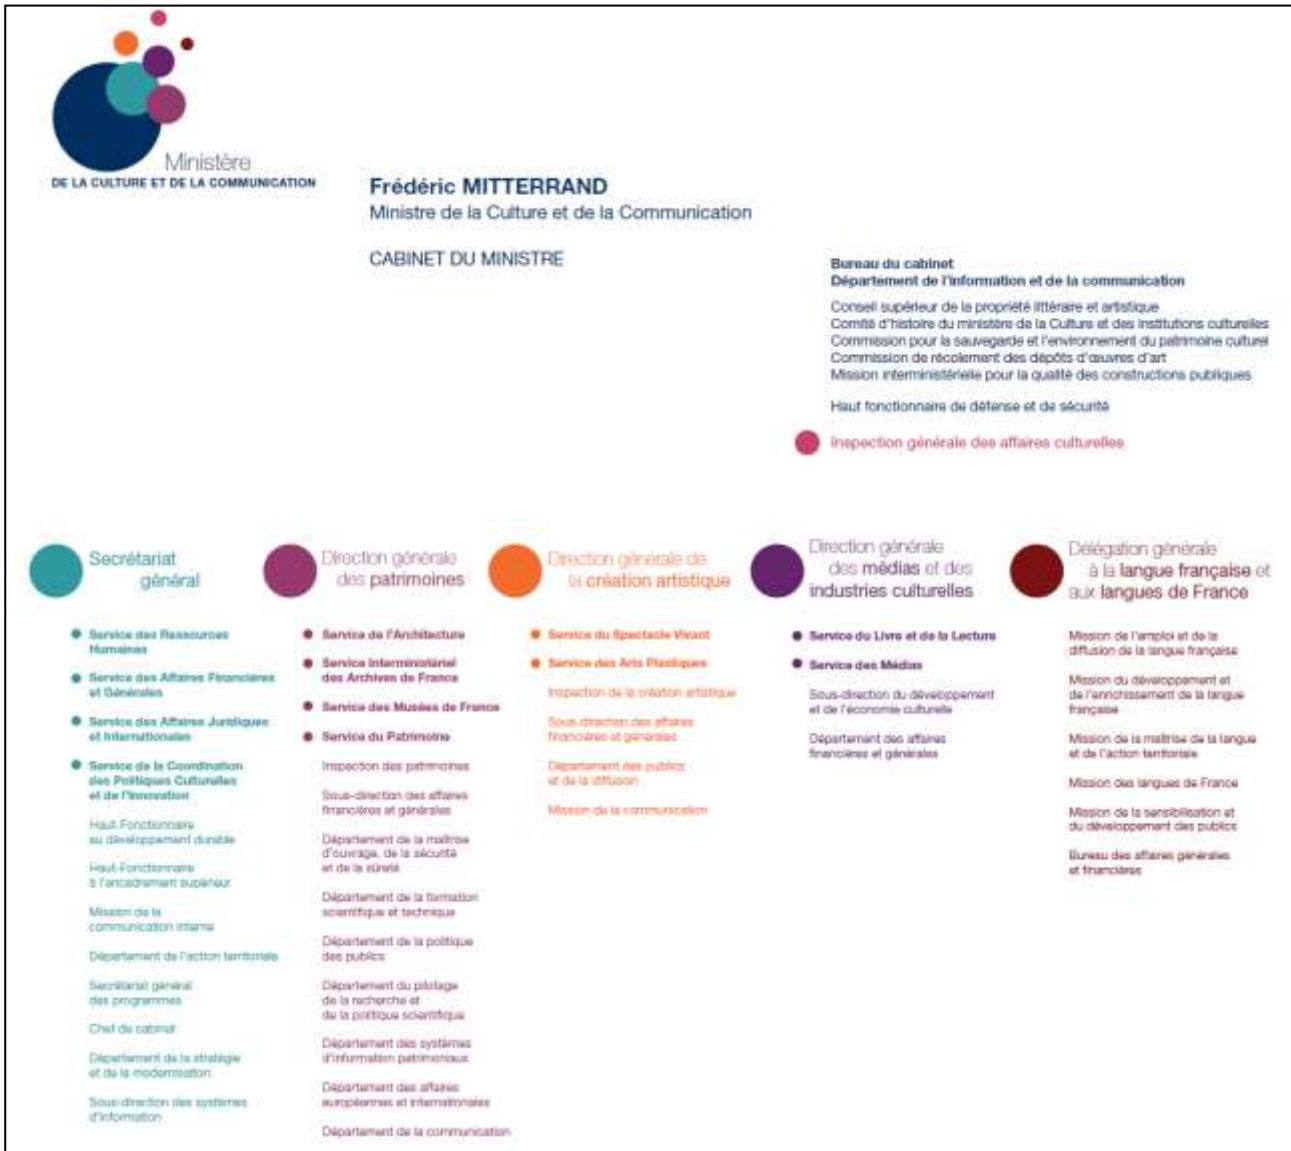 Ministère
DE LA CULTURE ET DE LA COMMUNICATION
Frédéric MITTERRAND
Ministre de la Culture et de la Communication
CABINET DU MINISTRE
Bureau du cabinet
Département de l'information et de la communication
Conseil supérieur de la propriété littéraire et artistique
Comité d'histoire du ministère de la Culture et des institutions culturelles
Commission pour la sauvegarde et l'environnement du patrimoine culturel
Commission de récolement des dépôts d'œuvres d'art
Mission interministérielle pour la qualité des constructions publiques
Haut fonctionnaire de défense et de sécurité
Inspection générale des affaires culturelles
Secrétariat
général
Service des Ressources
Humaines
Service des Affaires Financières
et Générales
Service des Affaires Juridiques
et Internationales
Service de la Coordination
des Politiques Culturelles
et de l'Innovation
Haut-Fonctionnaire
au développement durable
Haut-Fonctionnaire
à l'encadrement supérieur
Mission de la
communication interne
Département de l'action territoriale
Secrétariat général
des programmes
Chef de cabinet
Département de la stratégie
et de la modernisation
Sous-direction des systèmes
d'information
Direction générale
des patrimoines
Service de l'Architecture
Service Interministériel
des Archives de France
Service des Musées de France
Service du Patrimoine
Inspection des patrimoines
Sous-direction des affaires
financières et générales
Département de la maîtrise
d'ouvrage, de la sécurité
et de la sûreté
Département de la formation
scientifique et technique
Département de la politique
des publics
Département du pilotage
de la recherche et
de la politique scientifique
Département des systèmes
d'information patrimoniaux
Département des affaires
européennes et internationales
Département de la communication
Direction générale de
la création artistique
Service du Spectacle Vivant
Service des Arts Plastiques
Inspection de la création artistique
Sous-direction des affaires
financières et générales
Département des publics
et de la diffusion
Mission de la communication
Direction générale
des médias et des
industries culturelles
Service du Livre et de la Lecture
Service des Médias
Sous-direction du développement
et de l'économie culturelle
Département des affaires
financières et générales
Délégation générale
à la langue française et
aux langues de France
Mission de l'emploi et de la
diffusion de la langue française
Mission du développement et
de l'enrichissement de la langue
française
Mission de la maîtrise de la langue
et de l'action territoriale
Mission des langues de France
Mission de la sensibilisation et
du développement des publics
Bureau des affaires générales
et financières